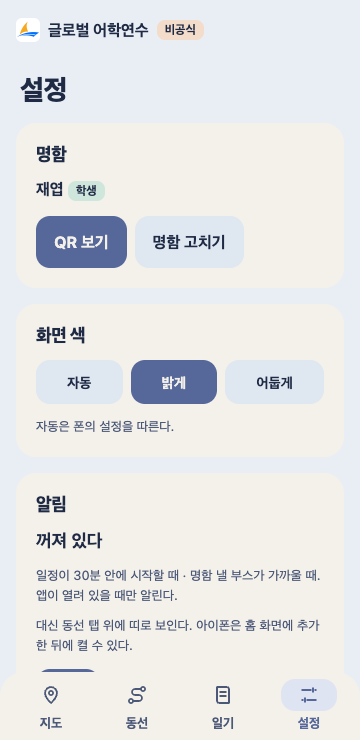 글로벌 어학연수 비공식
설정
명함
재엽 학생
QR 보기 명함 고치기
화면 색
자동 밝게 어둡게
자동은 폰의 설정을 따른다.
알림
꺼져 있다
일정이 30분 안에 시작할 때 · 명함 낼 부스가 가까울 때.
앱이 열려 있을 때만 알린다.
대신 동선 탭 위에 띠로 보인다. 아이폰은 홈 화면에 추가
한 뒤에 켤 수 있다.
지도 동선 일기 설정